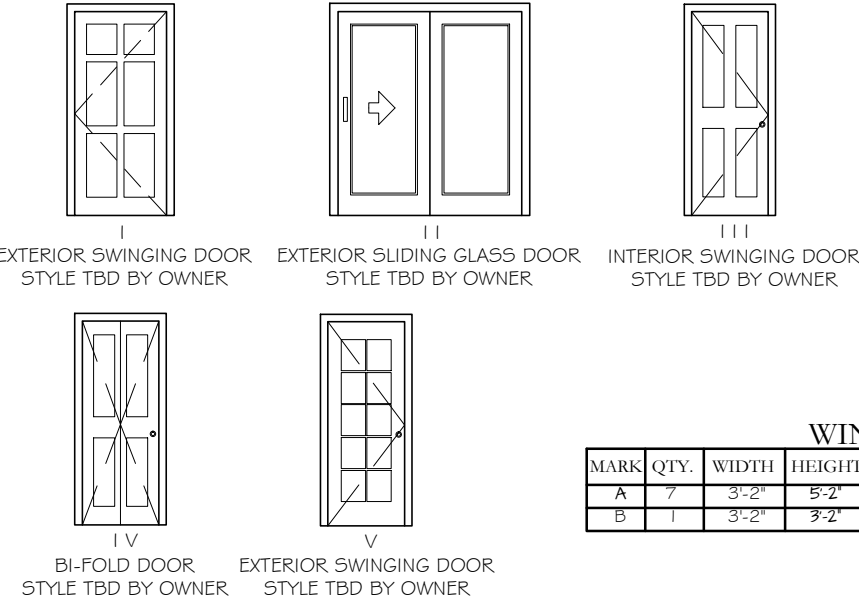 I
EXTERIOR SWINGING DOOR
STYLE TBD BY OWNER
II
EXTERIOR SLIDING GLASS DOOR
STYLE TBD BY OWNER
III
INTERIOR SWINGING DOOR
STYLE TBD BY OWNER
IV
BI-FOLD DOOR
STYLE TBD BY OWNER
V
EXTERIOR SWINGING DOOR
STYLE TBD BY OWNER
WIN
MARK QTY. WIDTH HEIGHT
A 7 3'-2" 5'-2"
B 1 3'-2" 3'-2"